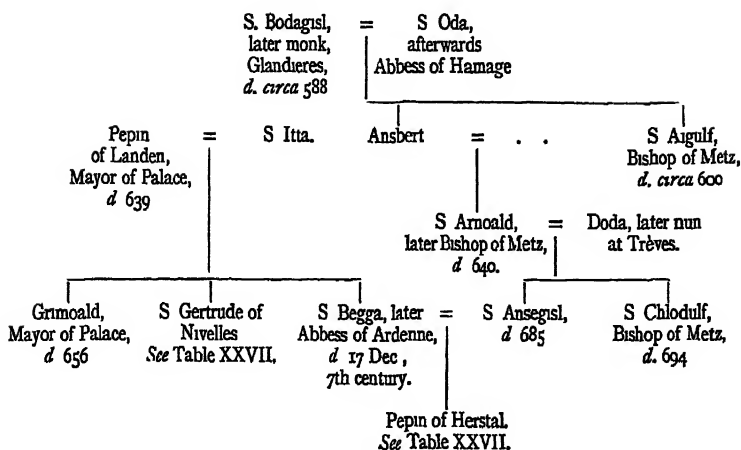 S. Bodagisl, = S Oda,
later monk, afterwards
Glandieres, Abbess of Hamage
d. circa 588
Pepin = S Itta. Ansbert = . . S Aigulf,
of Landen, Bishop of Metz,
Mayor of Palace, d. circa 600
d 639
S Arnoald, = Doda, later nun
later Bishop of Metz, at Trèves.
d 640.
Grimoald, S Gertrude of S Begga, later = S Ansegisl, S Chlodulf,
Mayor of Palace, Nivelles Abbess of Ardenne, d 685 Bishop of Metz,
d 656 See Table XXVII. d 17 Dec, d. 694
7th century.
Pepin of Herstal.
See Table XXVII.